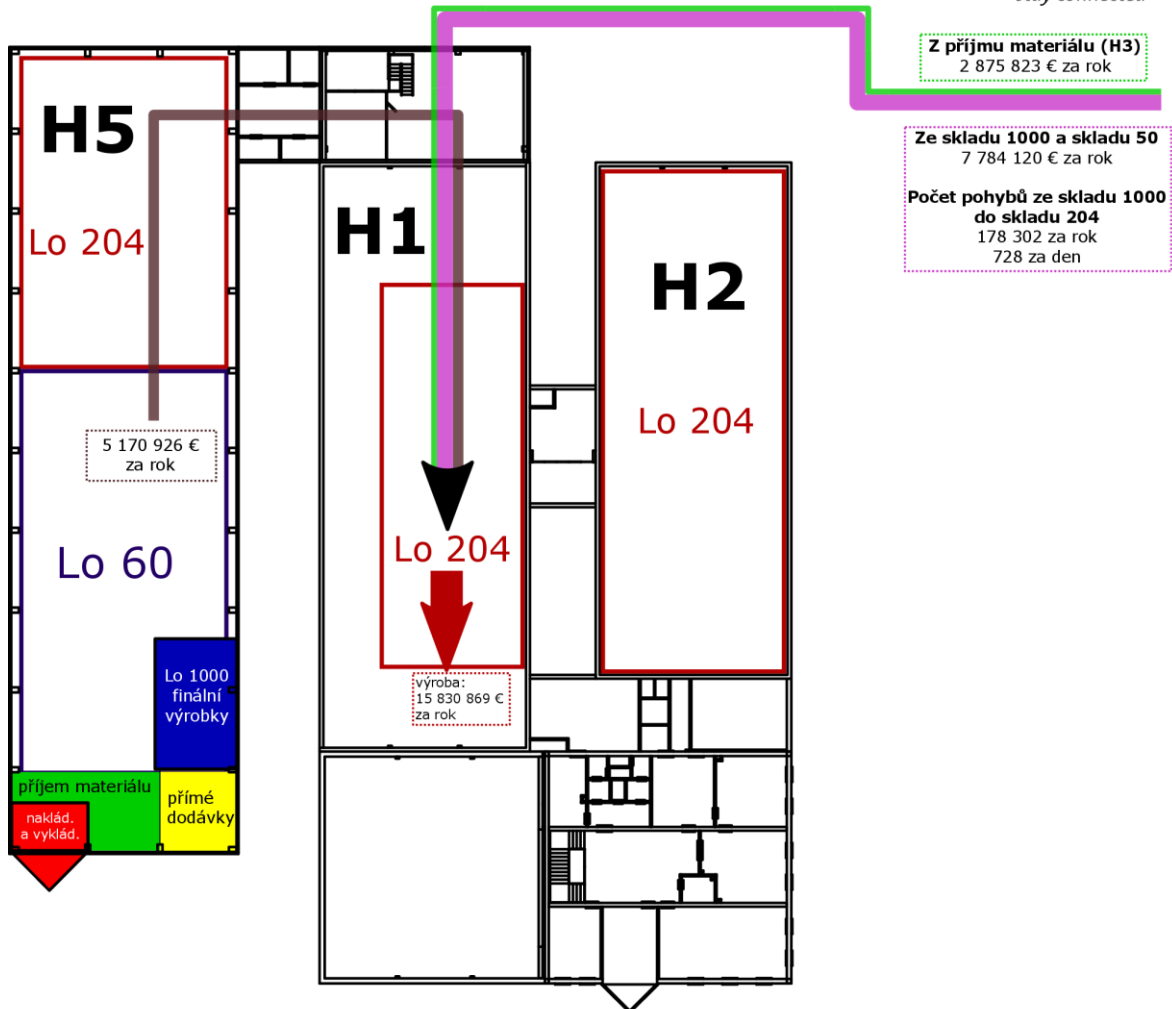 Z příjmu materiálu (H3)
2 875 823 € za rok
Ze skladu 1000 a skladu 50
7 784 120 € za rok
Počet pohybů ze skladu 1000
do skladu 204
178 302 za rok
728 za den
H5
Lo 204
H1
H2
Lo 204
5 170 926 €
za rok
Lo 60
Lo 204
Lo 1000
finální
výrobky
výroba:
15 830 869 €
za rok
příjem materiálu
přímé
dodávky
naklád.
a vyklád.